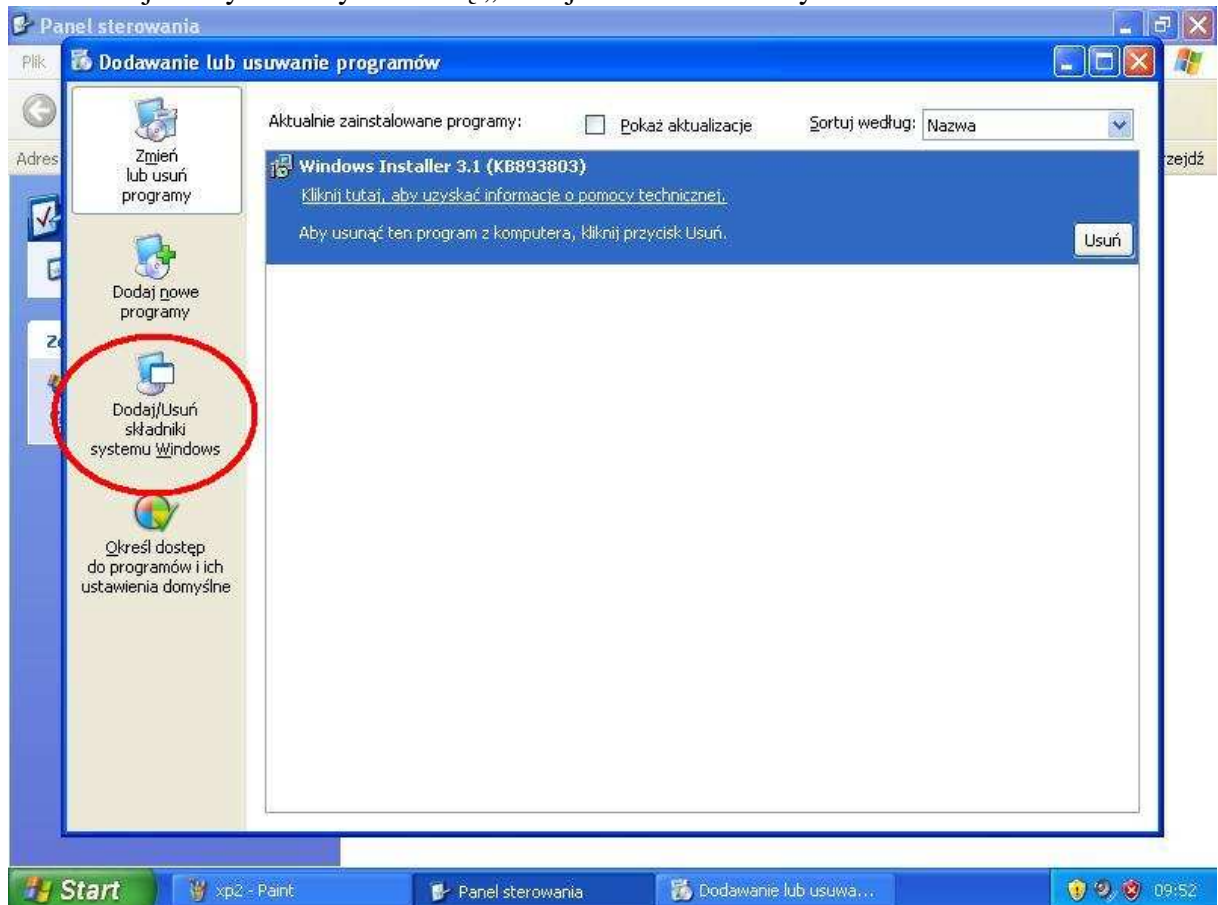 Panel sterowania
Plik
Dodawanie lub usuwanie programów
Adres
Zmień
lub usuń
programy
Dodaj nowe
programy
Dodaj/Usuń
składniki
systemu Windows
Określ dostęp
do programów i ich
ustawienia domyślne
Aktualnie zainstalowane programy:
Pokaż aktualizacje
Sortuj według:
Nazwa
Windows Installer 3.1 (KB893803)
Kliknij tutaj, aby uzyskać informacje o pomocy technicznej.
Aby usunąć ten program z komputera, kliknij przycisk Usuń.
Usuń
Start
xp2 - Paint
Panel sterowania
Dodawanie lub usuwa...
09:52